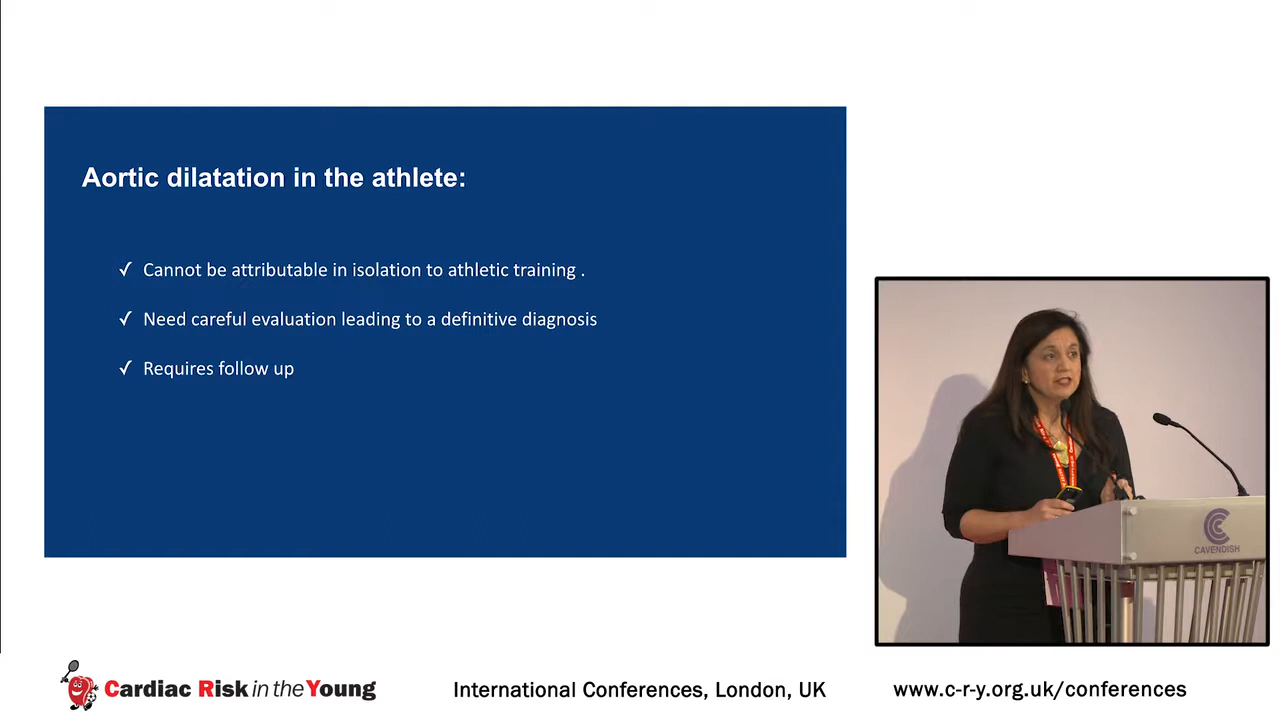 Aortic dilatation in the athlete:
✓ Cannot be attributable in isolation to athletic training .
✓ Need careful evaluation leading to a definitive diagnosis
✓ Requires follow up
CAVENDISH
Cardiac Risk in the Young
International Conferences, London, UK
www.c-r-y.org.uk/conferences